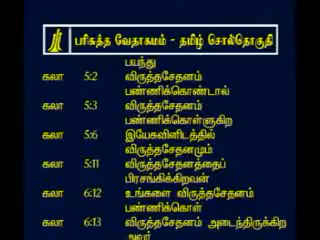 பரிசுத்த வேதாகமம் - தமிழ் சொல்தொகுதி
பயந்து
கலா 5:2 விருத்தசேதனம்
பண்ணிக்கொண்டால்
கலா 5:3 விருத்தசேதனம்
பண்ணிக்கொள்ளுகிற
கலா 5:6 இயேசுவினிடத்தில்
விருத்தசேதனமும்
கலா 5:11 விருத்தசேதனத்தைப்
பிரசங்கிக்கிறவன்
கலா 6:12 உங்களை விருத்தசேதனம்
பண்ணிக்கொள்
கலா 6:13 விருத்தசேதனம் அடைந்திருக்கிற
அவர்